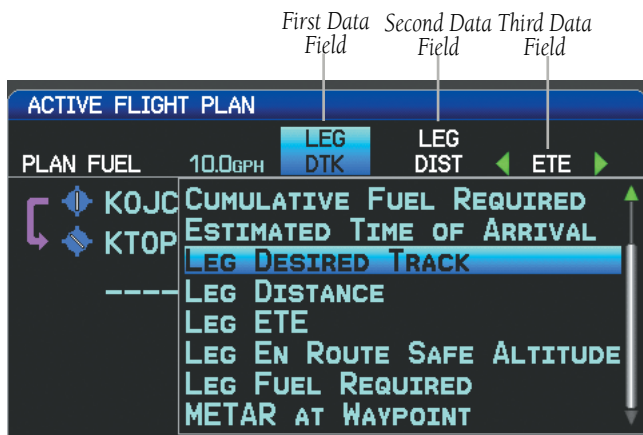 First Data Field
Second Data Field
Third Data Field
ACTIVE FLIGHT PLAN
PLAN FUEL 10.0GPH LEG DTK LEG DIST ETE
KOJC
KTOP
----
CUMULATIVE FUEL REQUIRED
ESTIMATED TIME OF ARRIVAL
LEG DESIRED TRACK
LEG DISTANCE
LEG ETE
LEG EN ROUTE SAFE ALTITUDE
LEG FUEL REQUIRED
METAR AT WAYPOINT